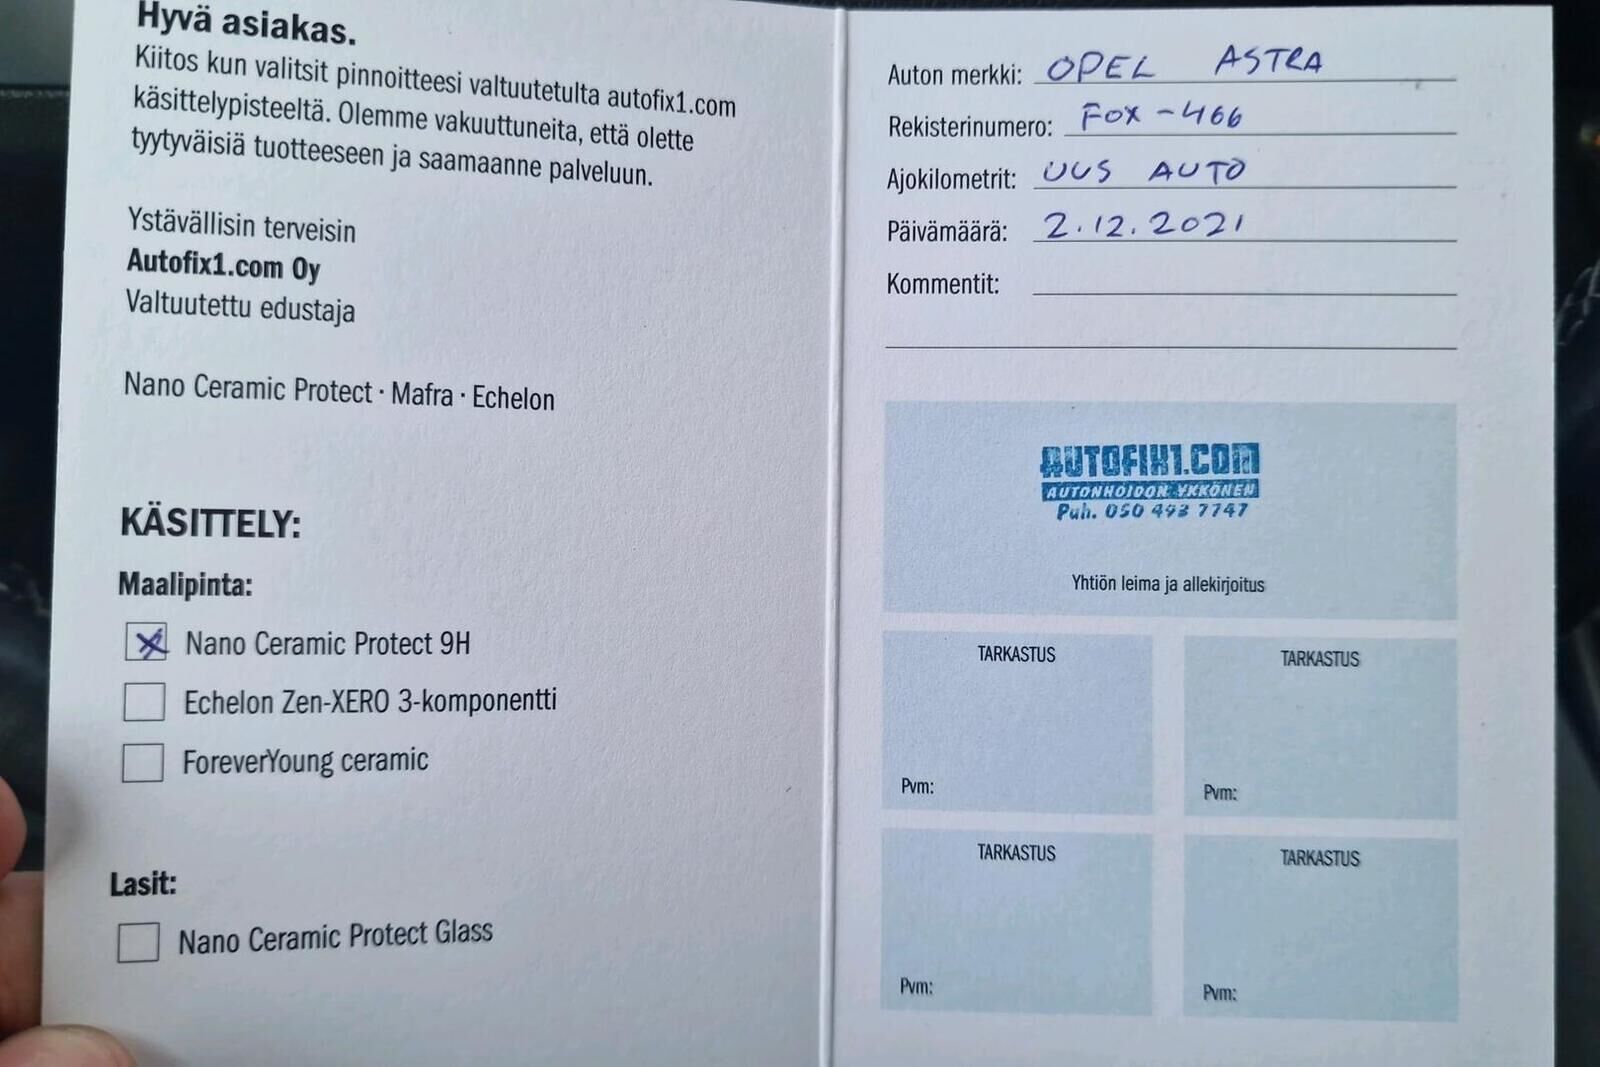 Hyvä asiakas.
Kiitos kun valitsit pinnoitteesi valtuutetulta autofix1.com
käsittelypisteeltä. Olemme vakuuttuneita, että olette
tyytyväisiä tuotteeseen ja saamaanne palveluun.
Ystävällisin terveisin
Autofix1.com Oy
Valtuutettu edustaja
Nano Ceramic Protect · Mafra · Echelon
KÄSITTELY:
Maalipinta:
Nano Ceramic Protect 9H
Echelon Zen-XERO 3-komponentti
ForeverYoung ceramic
Lasit:
Nano Ceramic Protect Glass
Auton merkki: OPEL ASTRA
Rekisterinumero: FOX-466
Ajokilometrit: UUS AUTO
Päivämäärä: 2.12.2021
Kommentit:
AUTOFIX1.COM
AUTONHOIDON YKKÖNEN
Puh. 050 493 7747
Yhtiön leima ja allekirjoitus
TARKASTUS TARKASTUS
Pvm: Pvm:
TARKASTUS TARKASTUS
Pvm: Pvm: